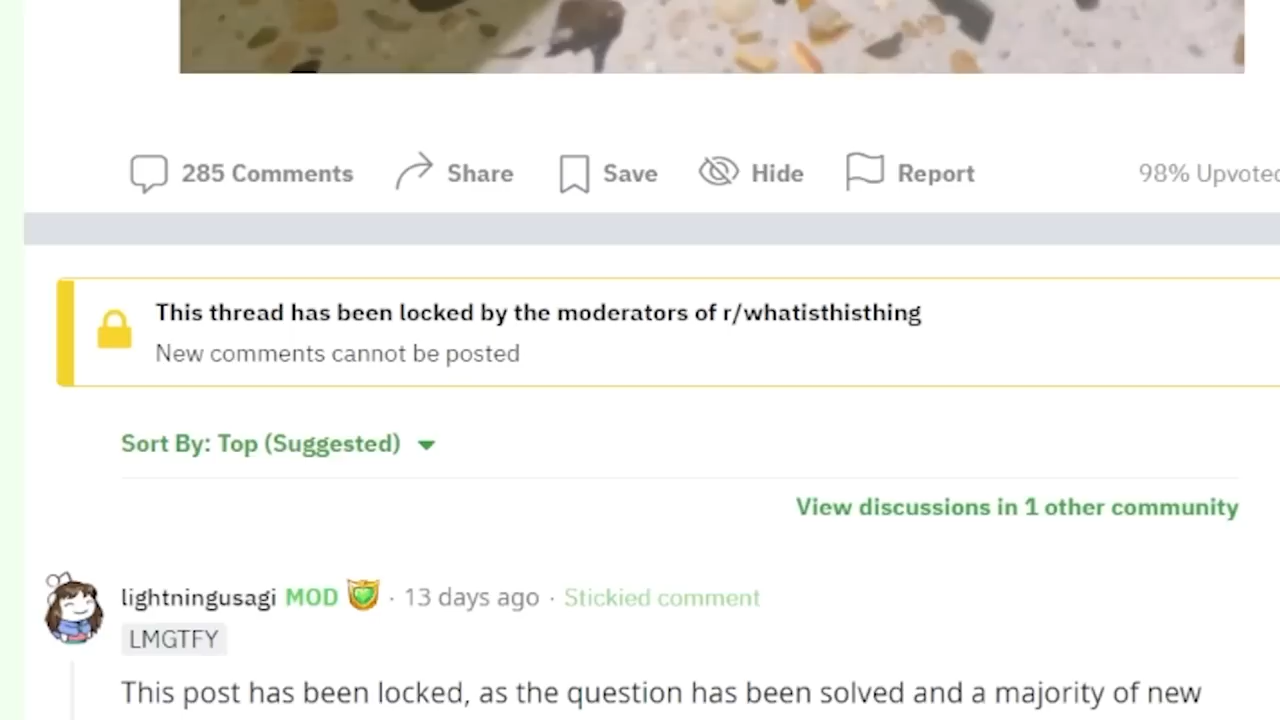 285 Comments Share Save Hide Report 98% Upvoted
This thread has been locked by the moderators of r/whatisthisthing
New comments cannot be posted
Sort By: Top (Suggested)
View discussions in 1 other community
lightningusagi MOD · 13 days ago · Stickied comment
LMGTFY
This post has been locked, as the question has been solved and a majority of new